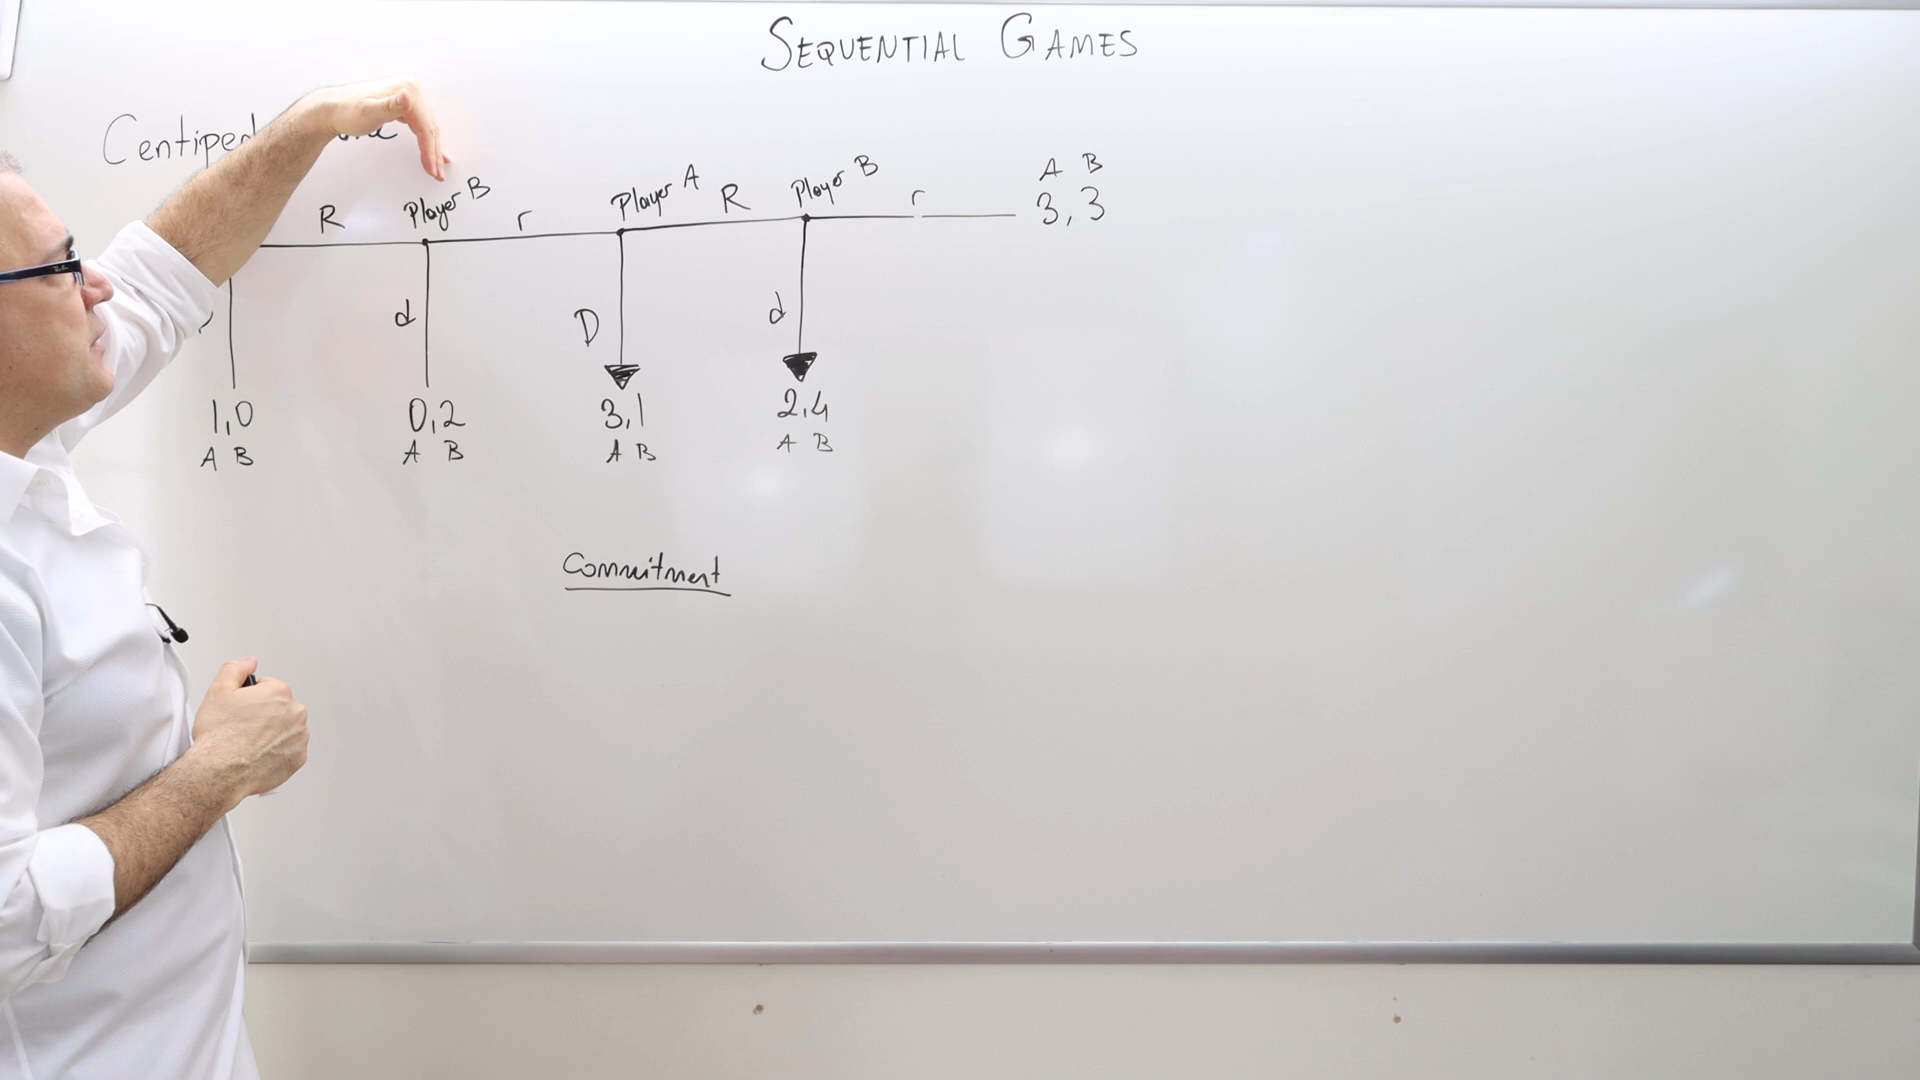 SEQUENTIAL GAMES
Centiped
R Player B r Player A R Player B r A B
3, 3
d D d
1,0 0,2 3,1 2,4
A B A B A B A B
Commitment